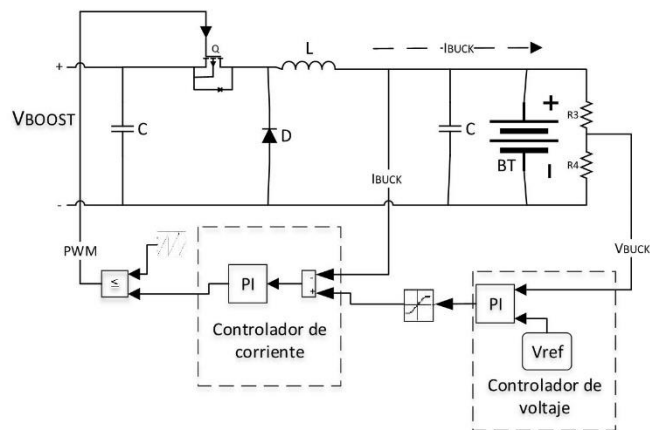 Q
L
-IBUCK
+
VBOOST
C
D
C
+
BT
R3
R4
-
IBUCK
VBUCK
PWM
≤
PI
-
+
Controlador de
corriente
PI
Vref
Controlador de
voltaje